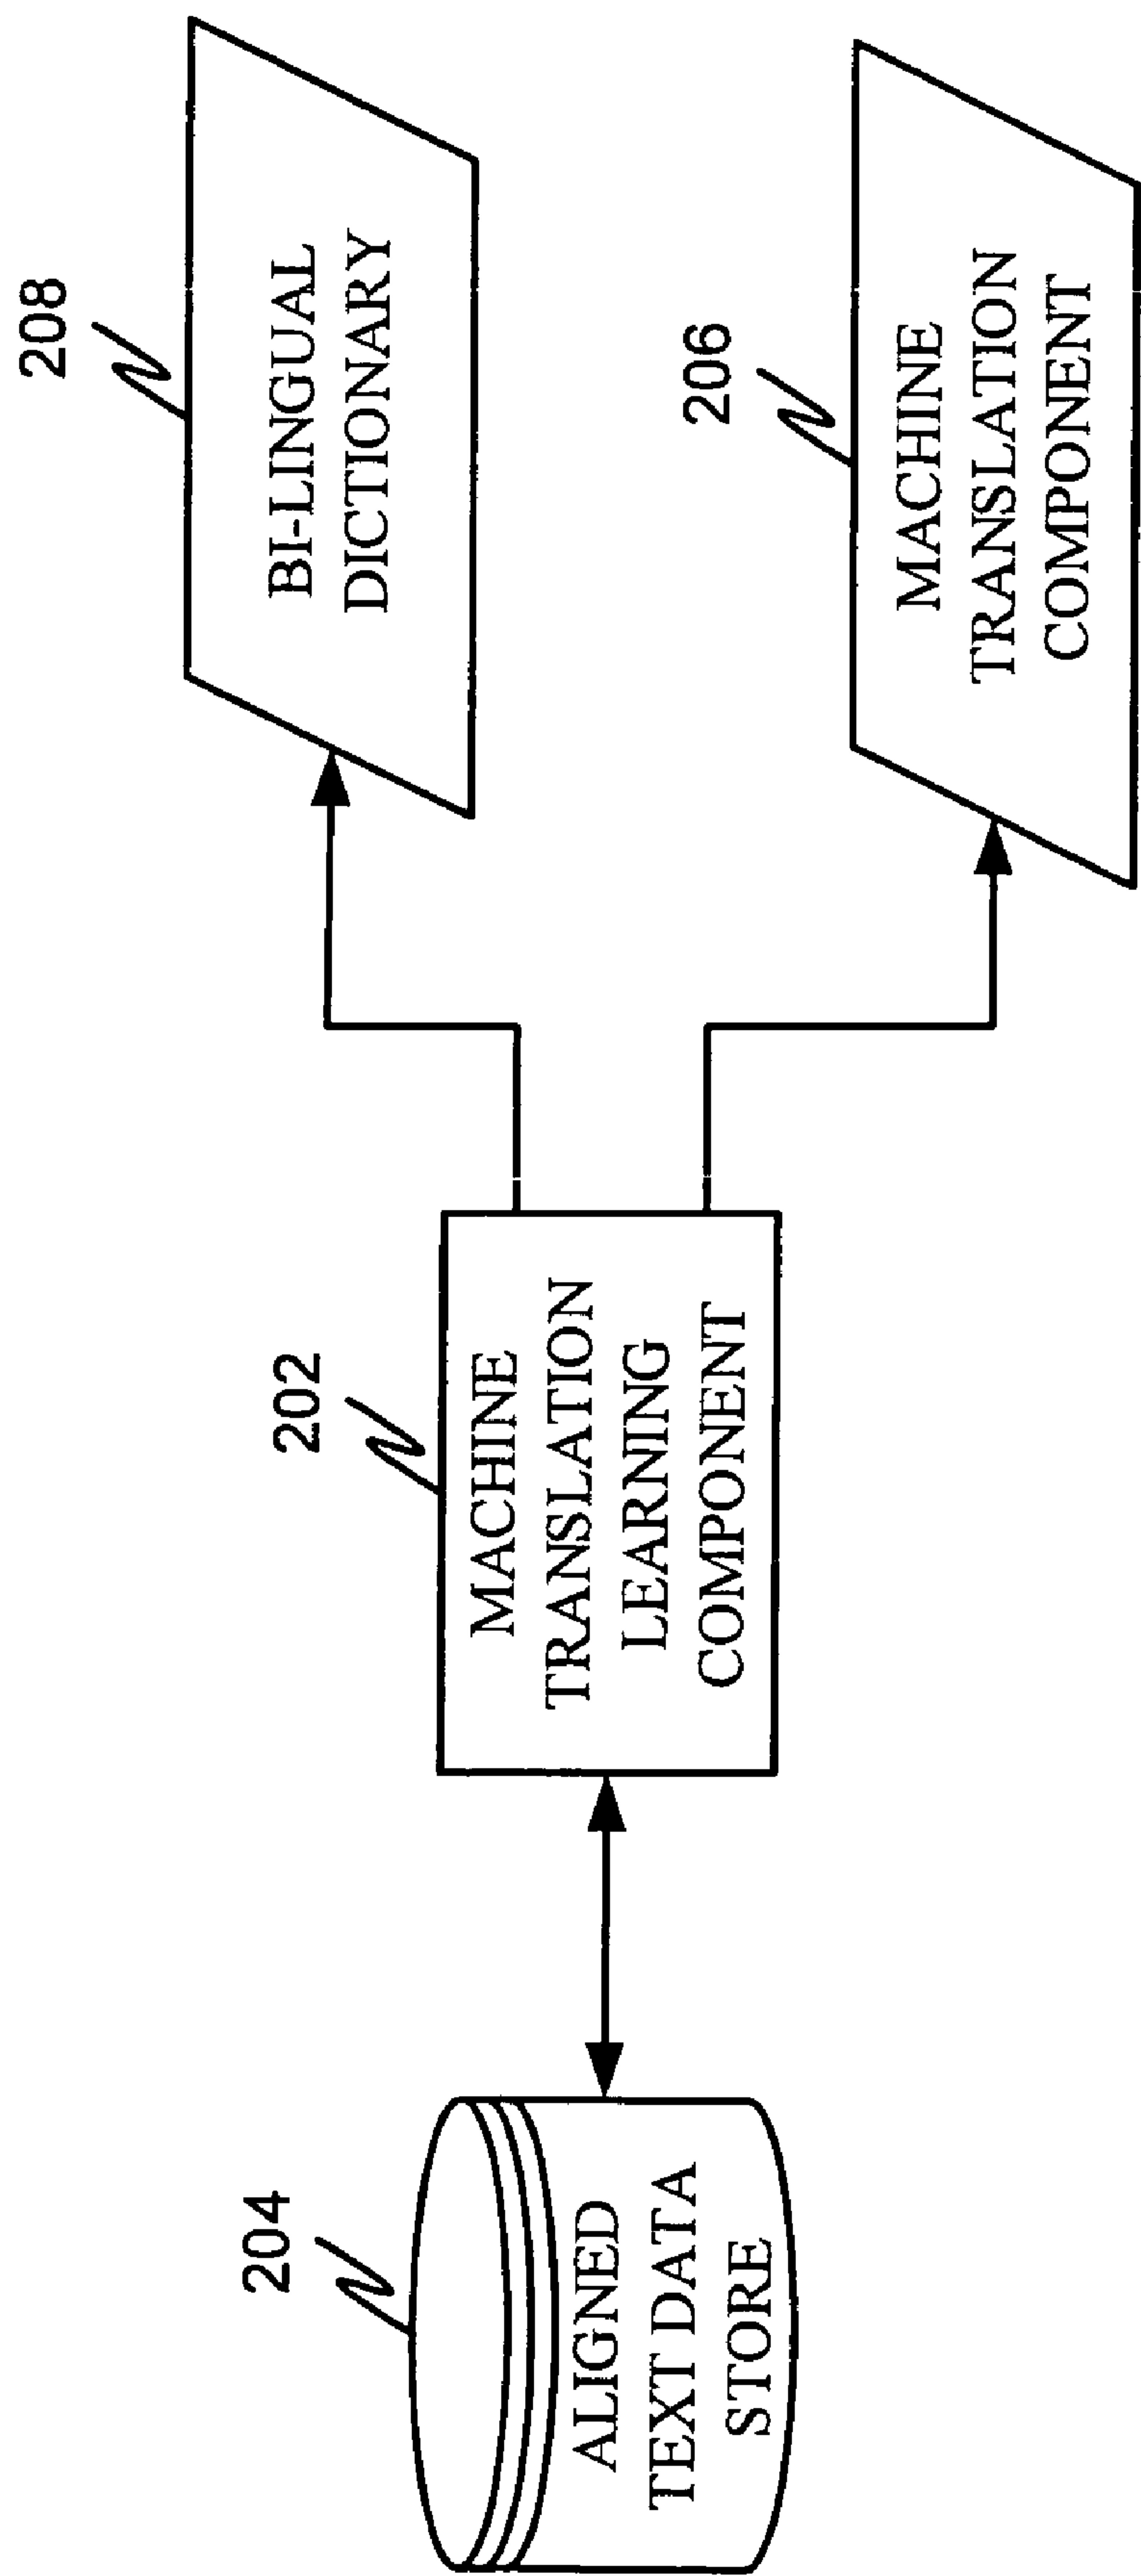 204
ALIGNED
TEXT DATA
STORE
202
MACHINE
TRANSLATION
LEARNING
COMPONENT
208
BI-LINGUAL
DICTIONARY
206
MACHINE
TRANSLATION
COMPONENT